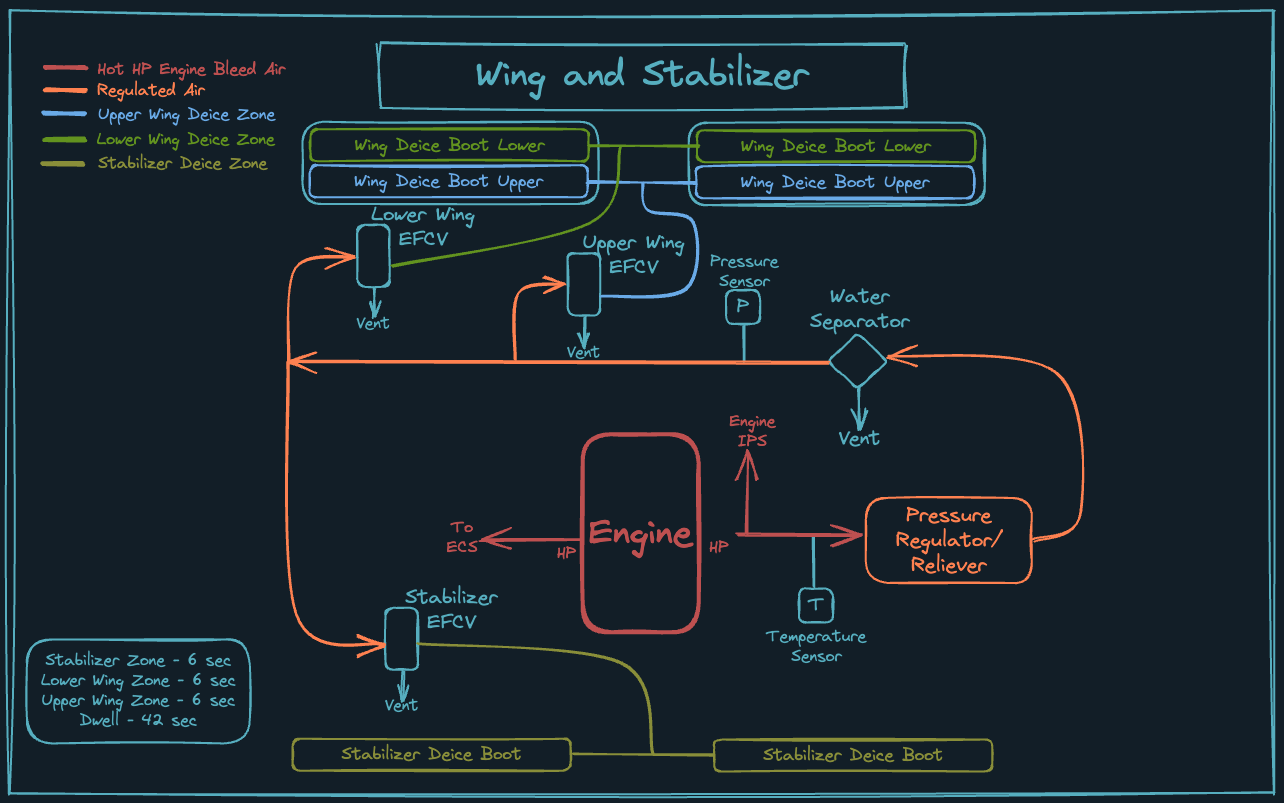 Wing and Stabilizer
Hot HP Engine Bleed Air
Regulated Air
Upper Wing Deice Zone
Lower Wing Deice Zone
Stabilizer Deice Zone
Wing Deice Boot Lower
Wing Deice Boot Lower
Wing Deice Boot Upper
Wing Deice Boot Upper
Lower Wing
EFCV
Vent
Upper Wing
EFCV
Vent
Pressure
Sensor
P
Water
Separator
Vent
Engine
IPS
To
ECS
HP
Engine
HP
Pressure
Regulator/
Reliever
T
Temperature
Sensor
Stabilizer
EFCV
Vent
Stabilizer Zone - 6 sec
Lower Wing Zone - 6 sec
Upper Wing Zone - 6 sec
Dwell - 42 sec
Stabilizer Deice Boot
Stabilizer Deice Boot